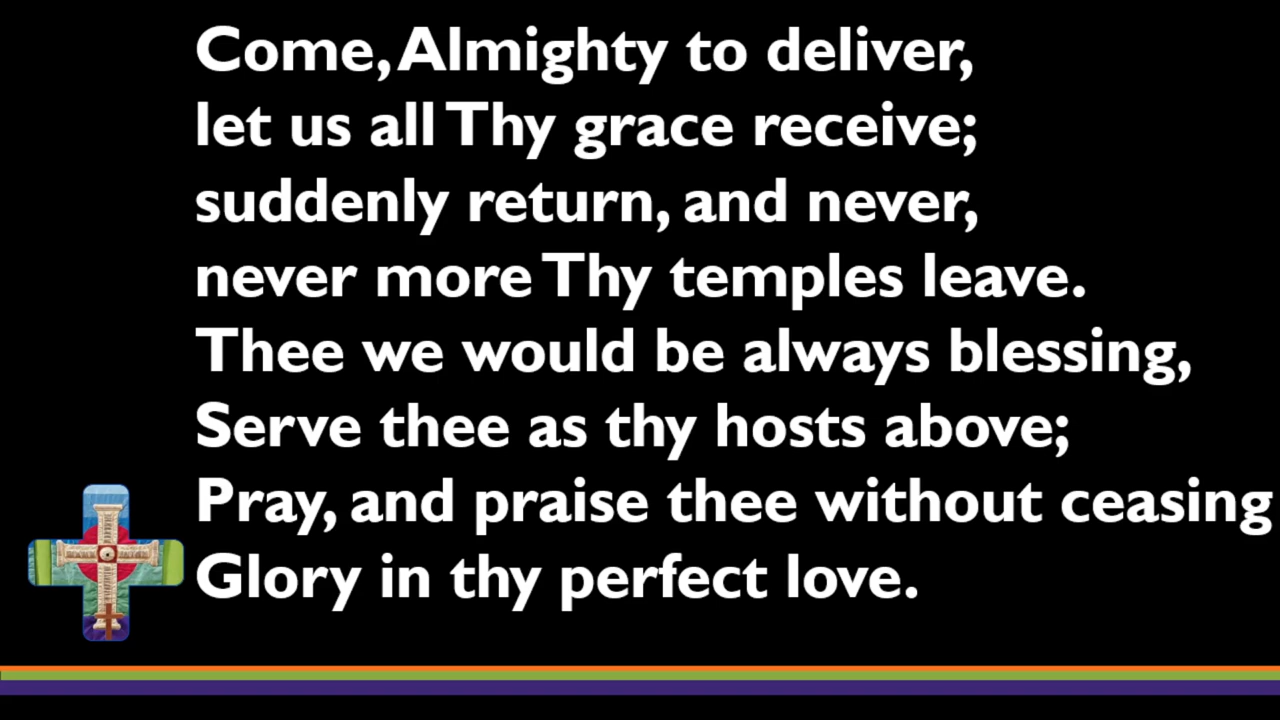 Come, Almighty to deliver,
let us all Thy grace receive;
suddenly return, and never,
never more Thy temples leave.
Thee we would be always blessing,
Serve thee as thy hosts above;
Pray, and praise thee without ceasing
Glory in thy perfect love.